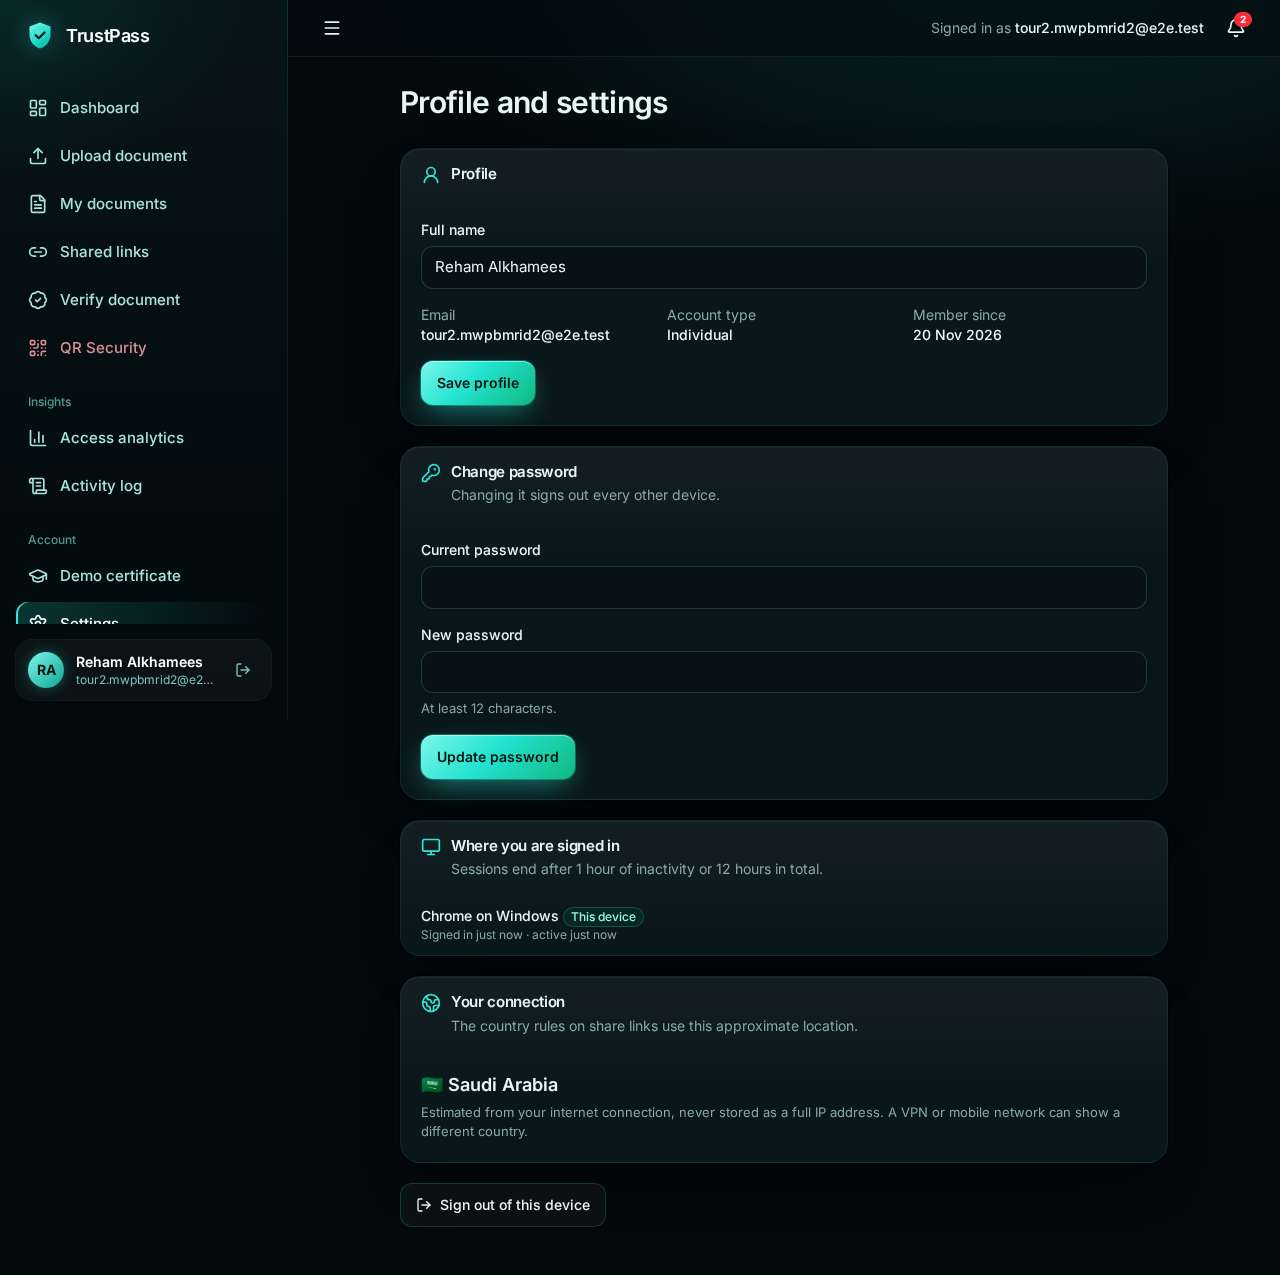 TrustPass
Dashboard
Upload document
My documents
Shared links
Verify document
QR Security
Insights
Access analytics
Activity log
Account
Demo certificate
Settings
RA
Reham Alkhamees
tour2.mwpbmrid2@e2...
Signed in as tour2.mwpbmrid2@e2e.test
2
Profile and settings
Profile
Full name
Reham Alkhamees
Email Account type Member since
tour2.mwpbmrid2@e2e.test Individual 20 Nov 2026
Save profile
Change password
Changing it signs out every other device.
Current password
New password
At least 12 characters.
Update password
Where you are signed in
Sessions end after 1 hour of inactivity or 12 hours in total.
Chrome on Windows This device
Signed in just now · active just now
Your connection
The country rules on share links use this approximate location.
Saudi Arabia
Estimated from your internet connection, never stored as a full IP address. A VPN or mobile network can show a
different country.
Sign out of this device